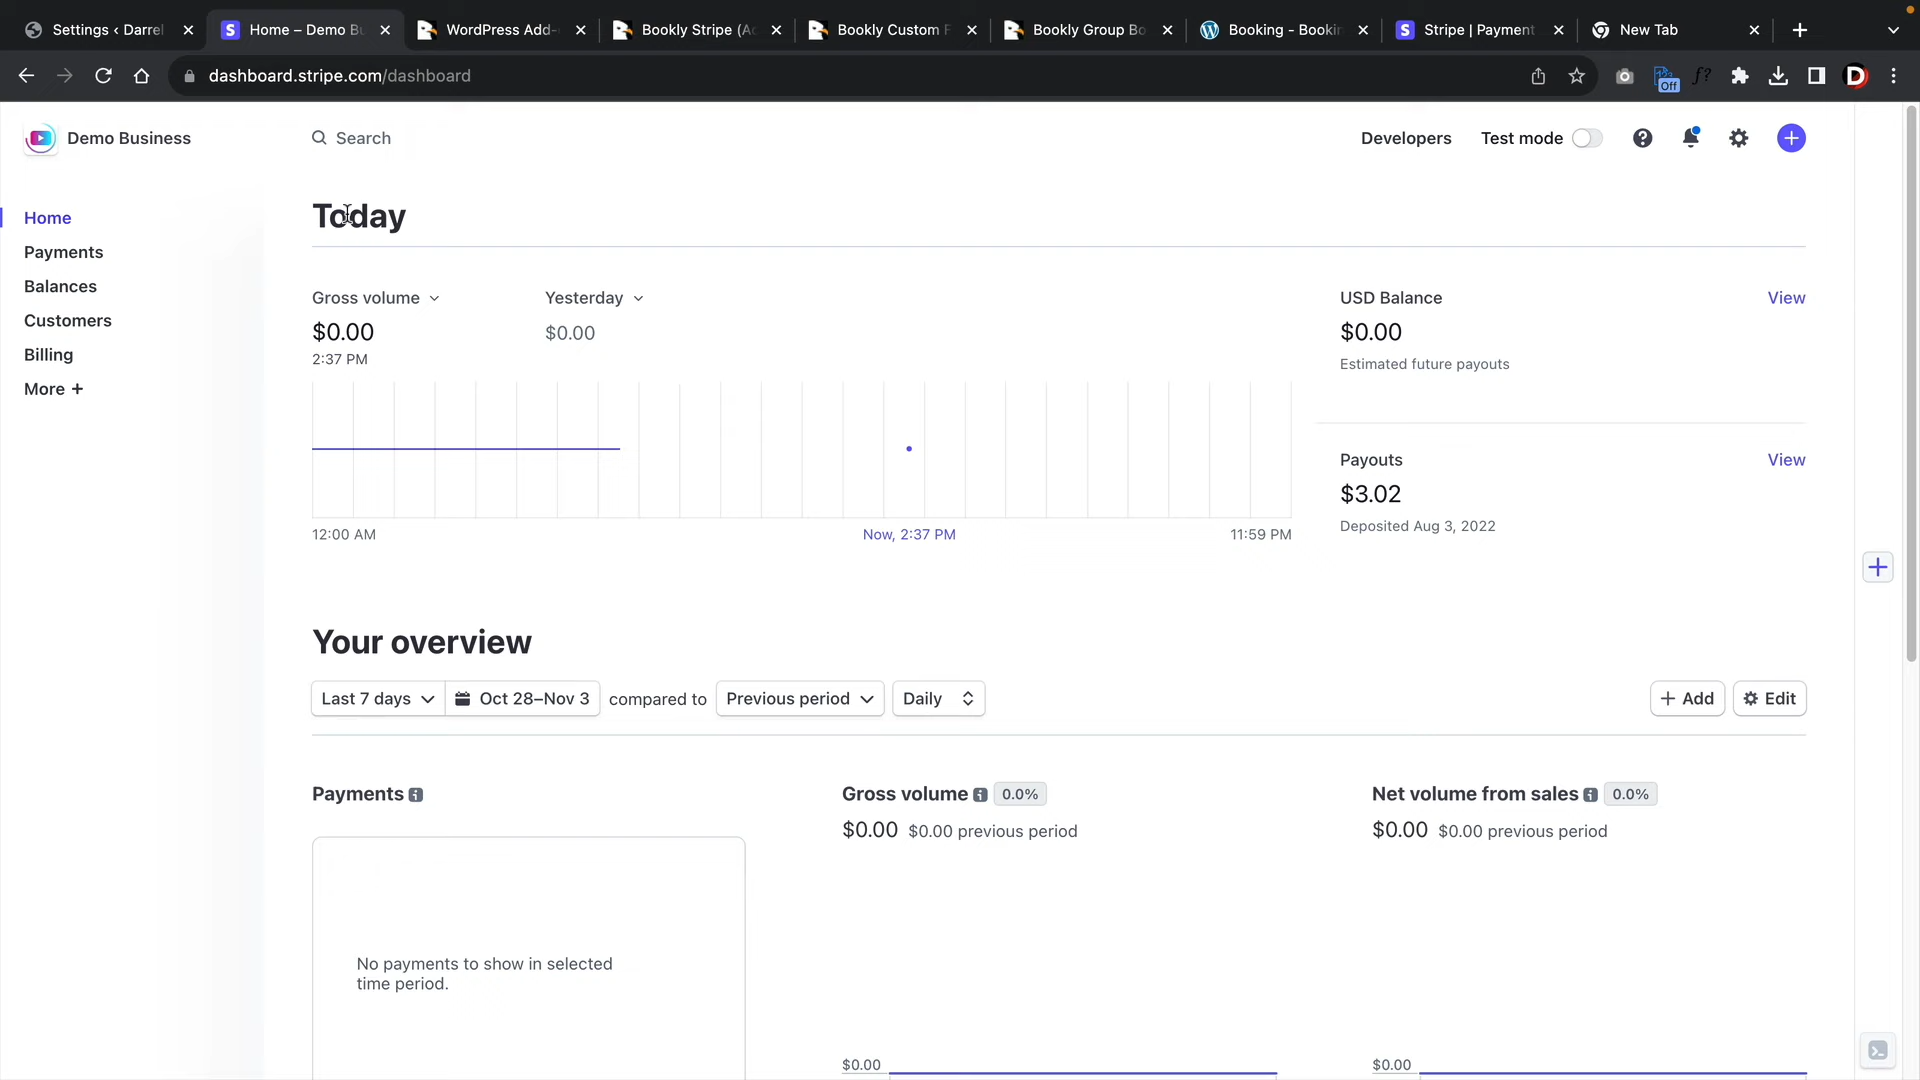 Settings ‹ Darrel
Home – Demo Bu
WordPress Add-
Bookly Stripe (Ac
Bookly Custom F
Bookly Group Bo
Booking - Bookin
Stripe | Payment
New Tab
dashboard.stripe.com/dashboard
Off
f?
D
Demo Business
Search
Developers
Test mode
Home
Payments
Balances
Customers
Billing
More +
Today
Gross volume
Yesterday
$0.00
$0.00
2:37 PM
12:00 AM
Now, 2:37 PM
11:59 PM
USD Balance
View
$0.00
Estimated future payouts
Payouts
View
$3.02
Deposited Aug 3, 2022
Your overview
Last 7 days
Oct 28–Nov 3
compared to
Previous period
Daily
+ Add
Edit
Payments
No payments to show in selected
time period.
Gross volume 0.0%
$0.00 $0.00 previous period
$0.00
Net volume from sales 0.0%
$0.00 $0.00 previous period
$0.00